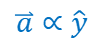 a⃗ ∝ ŷ